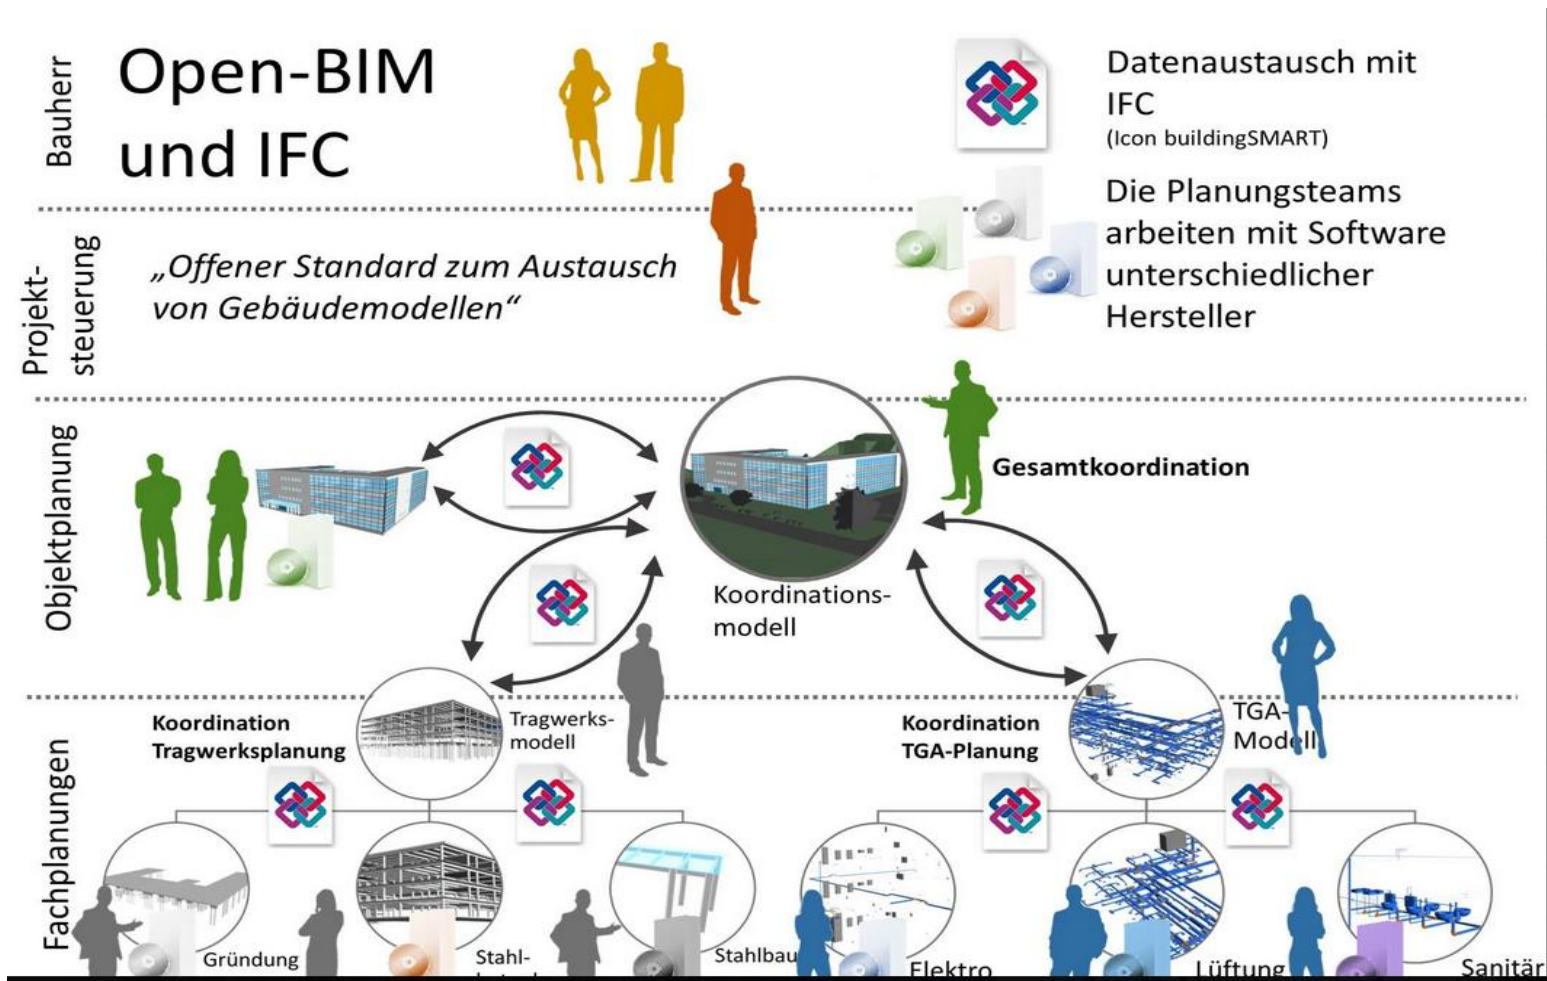 Bauherr
Open-BIM
und IFC
Datenaustausch mit
IFC
(Icon buildingSMART)
Die Planungsteams
arbeiten mit Software
unterschiedlicher
Hersteller
Projekt-
steuerung
„Offener Standard zum Austausch
von Gebäudemodellen“
Objektplanung
Gesamtkoordination
Koordinations-
modell
Fachplanungen
Koordination
Tragwerksplanung
Tragwerks-
modell
Koordination
TGA-Planung
TGA-
Modell
Gründung
Stahl-
Stahlbau
Elektro
Lüftung
Sanitär